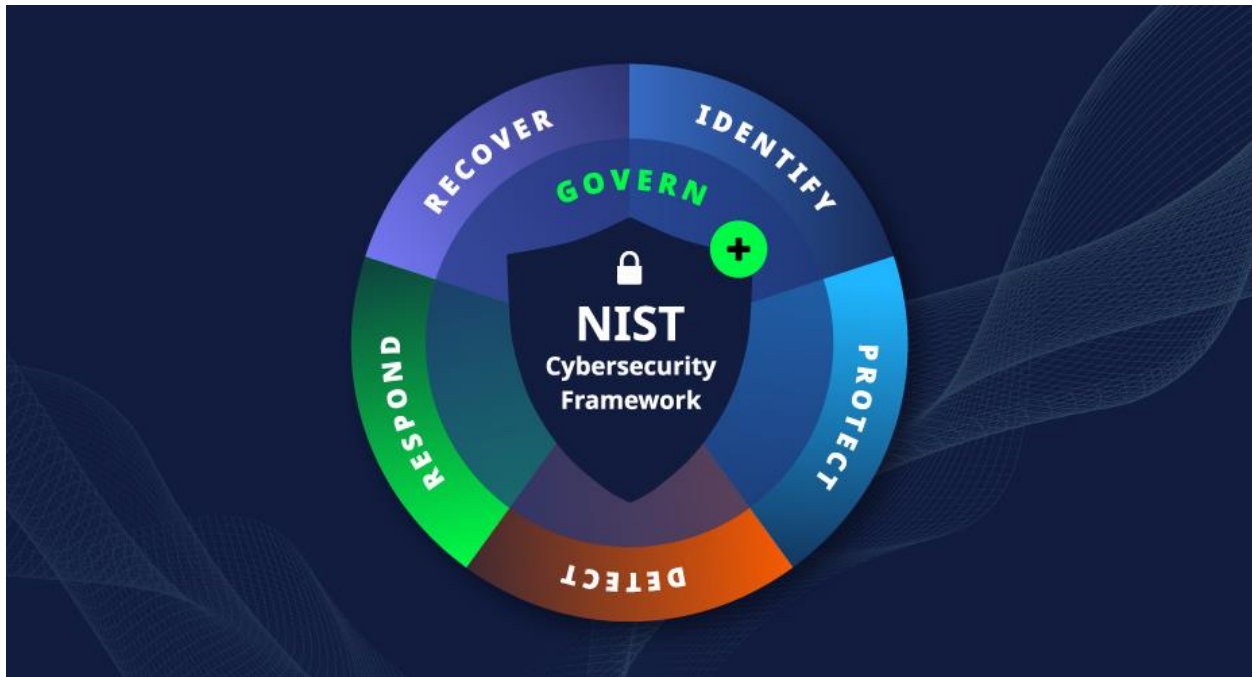 RECOVER
IDENTIFY
GOVERN
+
NIST
Cybersecurity
Framework
RESPOND
PROTECT
DETECT